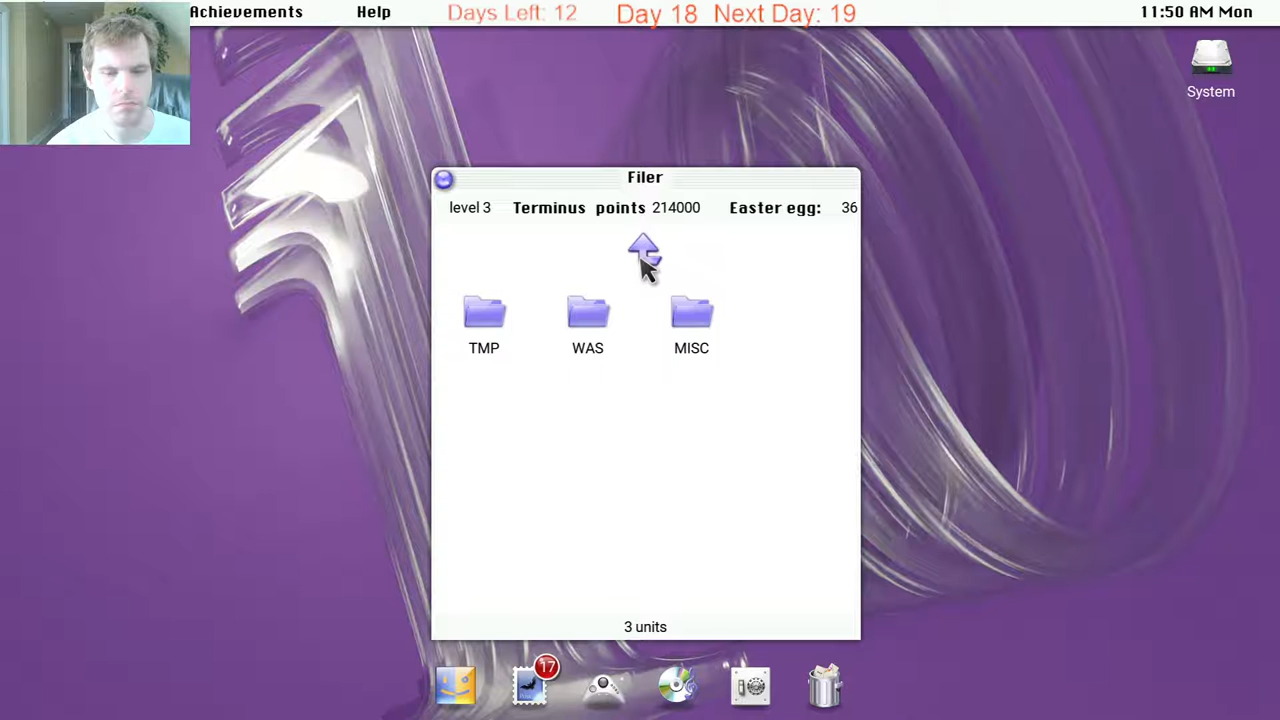 Achievements Help Days Left: 12 Day 18 Next Day: 19 11:50 AM Mon
System
Filer
level 3 Terminus points 214000 Easter egg: 36
TMP WAS MISC
3 units
17